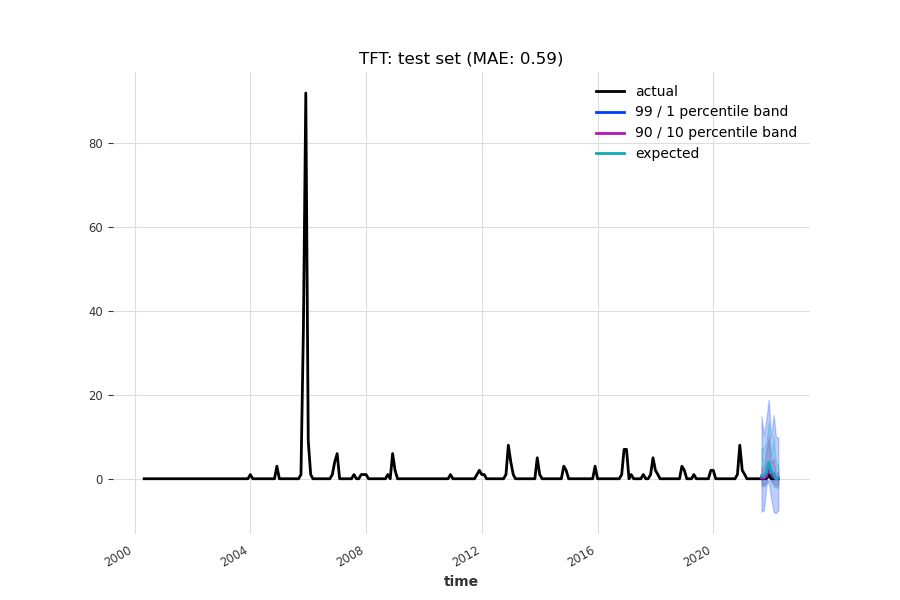 TFT: test set (MAE: 0.59)
actual
99 / 1 percentile band
90 / 10 percentile band
expected
80
60
40
20
0
2000
2004
2008
2012
2016
2020
time